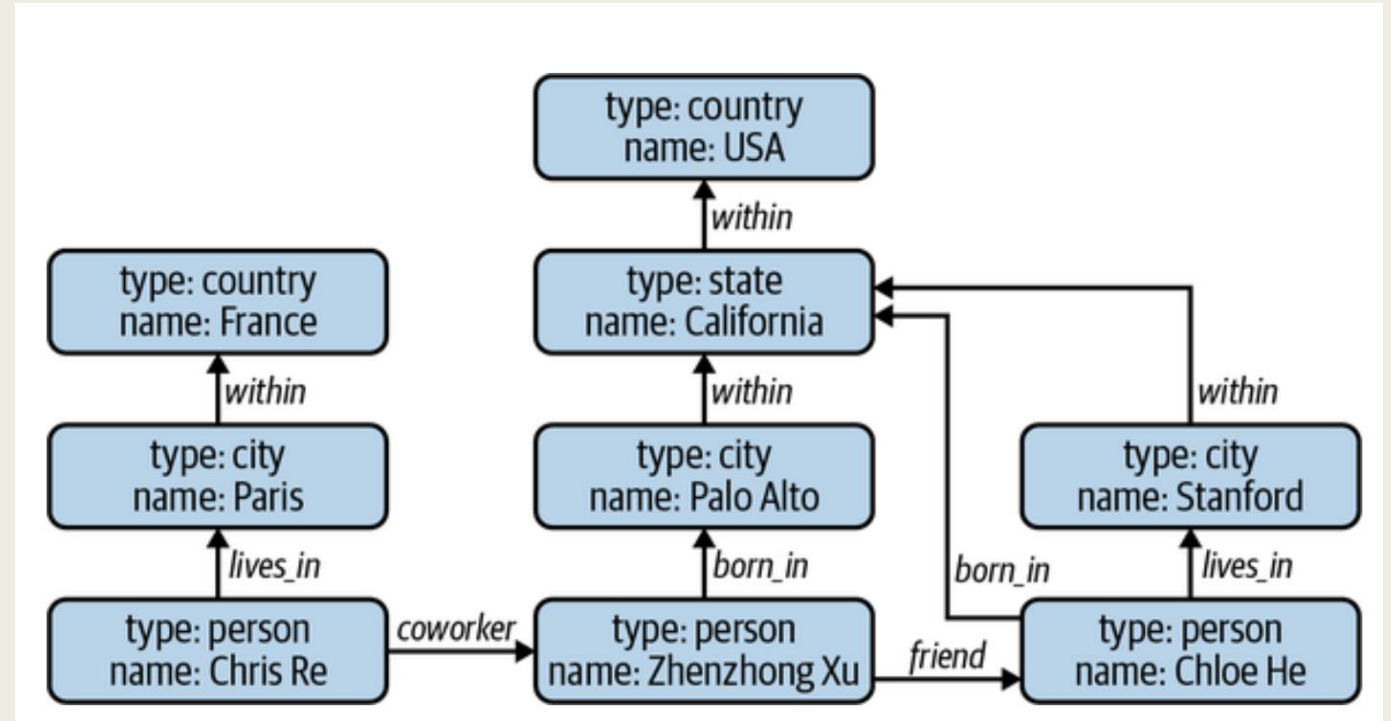 type: country
name: USA
within
type: country
name: France
type: state
name: California
within
within
within
type: city
name: Paris
type: city
name: Palo Alto
type: city
name: Stanford
lives_in
born_in
born_in
lives_in
type: person
name: Chris Re
coworker
type: person
name: Zhenzhong Xu
friend
type: person
name: Chloe He